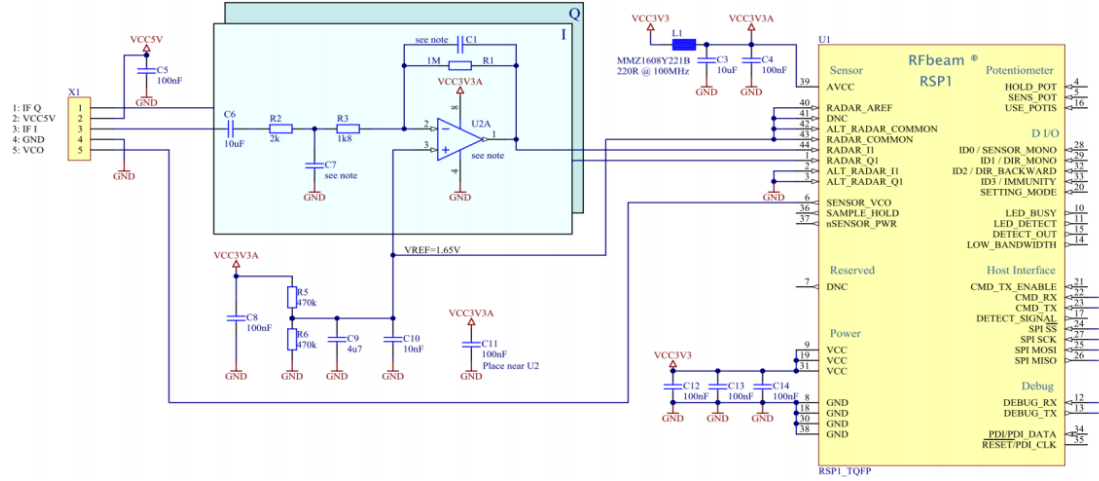 Q
I
VCC5V
C5
100nF
GND
X1
1: IF Q
2: VCC5V
3: IF I
4: GND
5: VCO
1
2
3
4
5
GND
C6
10uF
R2
2k
R3
1k8
C7
see note
GND
see note
C1
1M
R1
VCC3V3A
8
2
3
U2A
1
see note
4
GND
VREF=1.65V
VCC3V3A
C8
100nF
GND
R5
470k
R6
470k
GND
C9
4u7
GND
C10
10nF
GND
VCC3V3A
C11
100nF
Place near U2
GND
VCC3V3
L1
MMZ1608Y221B
220R @ 100MHz
C3
10uF
GND
VCC3V3A
C4
100nF
GND
GND
VCC3V3
C12
100nF
GND
C13
100nF
GND
C14
100nF
GND
U1
RFbeam ®
RSP1
Sensor
39 AVCC
40 RADAR_AREF
41 DNC
42 ALT_RADAR_COMMON
43 RADAR_COMMON
44 RADAR_I1
1 RADAR_Q1
2 ALT_RADAR_I1
3 ALT_RADAR_Q1
6 SENSOR_VCO
36 SAMPLE_HOLD
37 nSENSOR_PWR
Reserved
7 DNC
Power
9 VCC
19 VCC
31 VCC
8 GND
18 GND
30 GND
38 GND
Potentiometer
HOLD_POT 4
SENS_POT 5
USE_POTIS 16
D I/O
ID0 / SENSOR_MONO 28
ID1 / DIR_MONO 29
ID2 / DIR_BACKWARD 32
ID3 / IMMUNITY 33
SETTING_MODE 20
LED_BUSY 10
LED_DETECT 11
DETECT_OUT 15
LOW_BANDWIDTH 14
Host Interface
CMD_TX_ENABLE 21
CMD_RX 22
CMD_TX 23
DETECT_SIGNAL 17
SPI SS 24
SPI SCK 27
SPI MOSI 25
SPI MISO 26
Debug
DEBUG_RX 12
DEBUG_TX 13
PDI/PDI_DATA 34
RESET/PDI_CLK 35
RSP1_TQFP